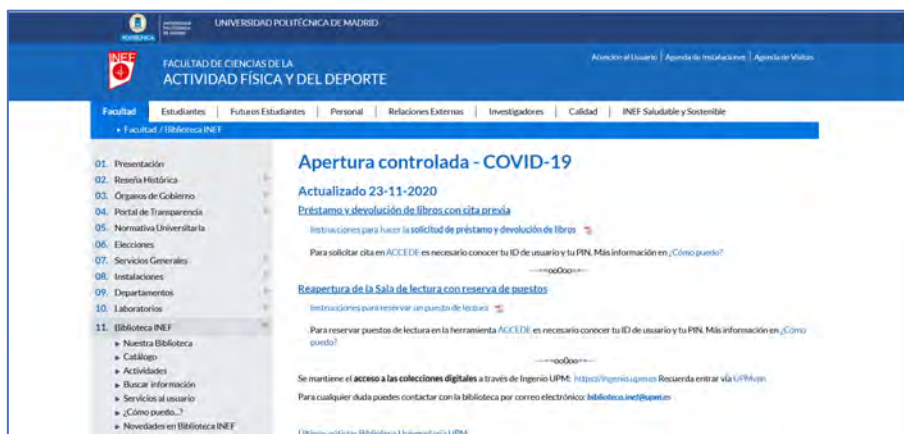 POLITÉCNICA
UNIVERSIDAD POLITÉCNICA DE MADRID
INEF
FACULTAD DE CIENCIAS DE LA
ACTIVIDAD FÍSICA Y DEL DEPORTE
Atención al Usuario | Agenda de Instalaciones | Agenda de Visitas
Facultad | Estudiantes | Futuros Estudiantes | Personal | Relaciones Externas | Investigadores | Calidad | INEF Saludable y Sostenible
Facultad / Biblioteca INEF
01. Presentación
02. Reseña Histórica
03. Órganos de Gobierno
04. Portal de Transparencia
05. Normativa Universitaria
06. Elecciones
07. Servicios Generales
08. Instalaciones
09. Departamentos
10. Laboratorios
11. Biblioteca INEF
Nuestra Biblioteca
Catálogo
Actividades
Buscar información
Servicios al usuario
¿Cómo puedo...?
Novedades en Biblioteca INEF
Apertura controlada - COVID-19
Actualizado 23-11-2020
Préstamo y devolución de libros con cita previa
Instrucciones para hacer la solicitud de préstamo y devolución de libros
Para solicitar cita en ACCEDE es necesario conocer tu ID de usuario y tu PIN. Más información en ¿Cómo puedo?
---ooOoo---
Reapertura de la Sala de lectura con reserva de puestos
Instrucciones para reservar un puesto de lectura
Para reservar puestos de lectura en la herramienta ACCEDE es necesario conocer tu ID de usuario y tu PIN. Más información en ¿Cómo
puedo?
---ooOoo---
Se mantiene el acceso a las colecciones digitales a través de Ingenio UPM: https://ingenio.upm.es Recuerda entrar vía UPMvpn
Para cualquier duda puedes contactar con la biblioteca por correo electrónico: biblioteca.inef@upm.es
Últimas noticias Biblioteca Universitaria UPM